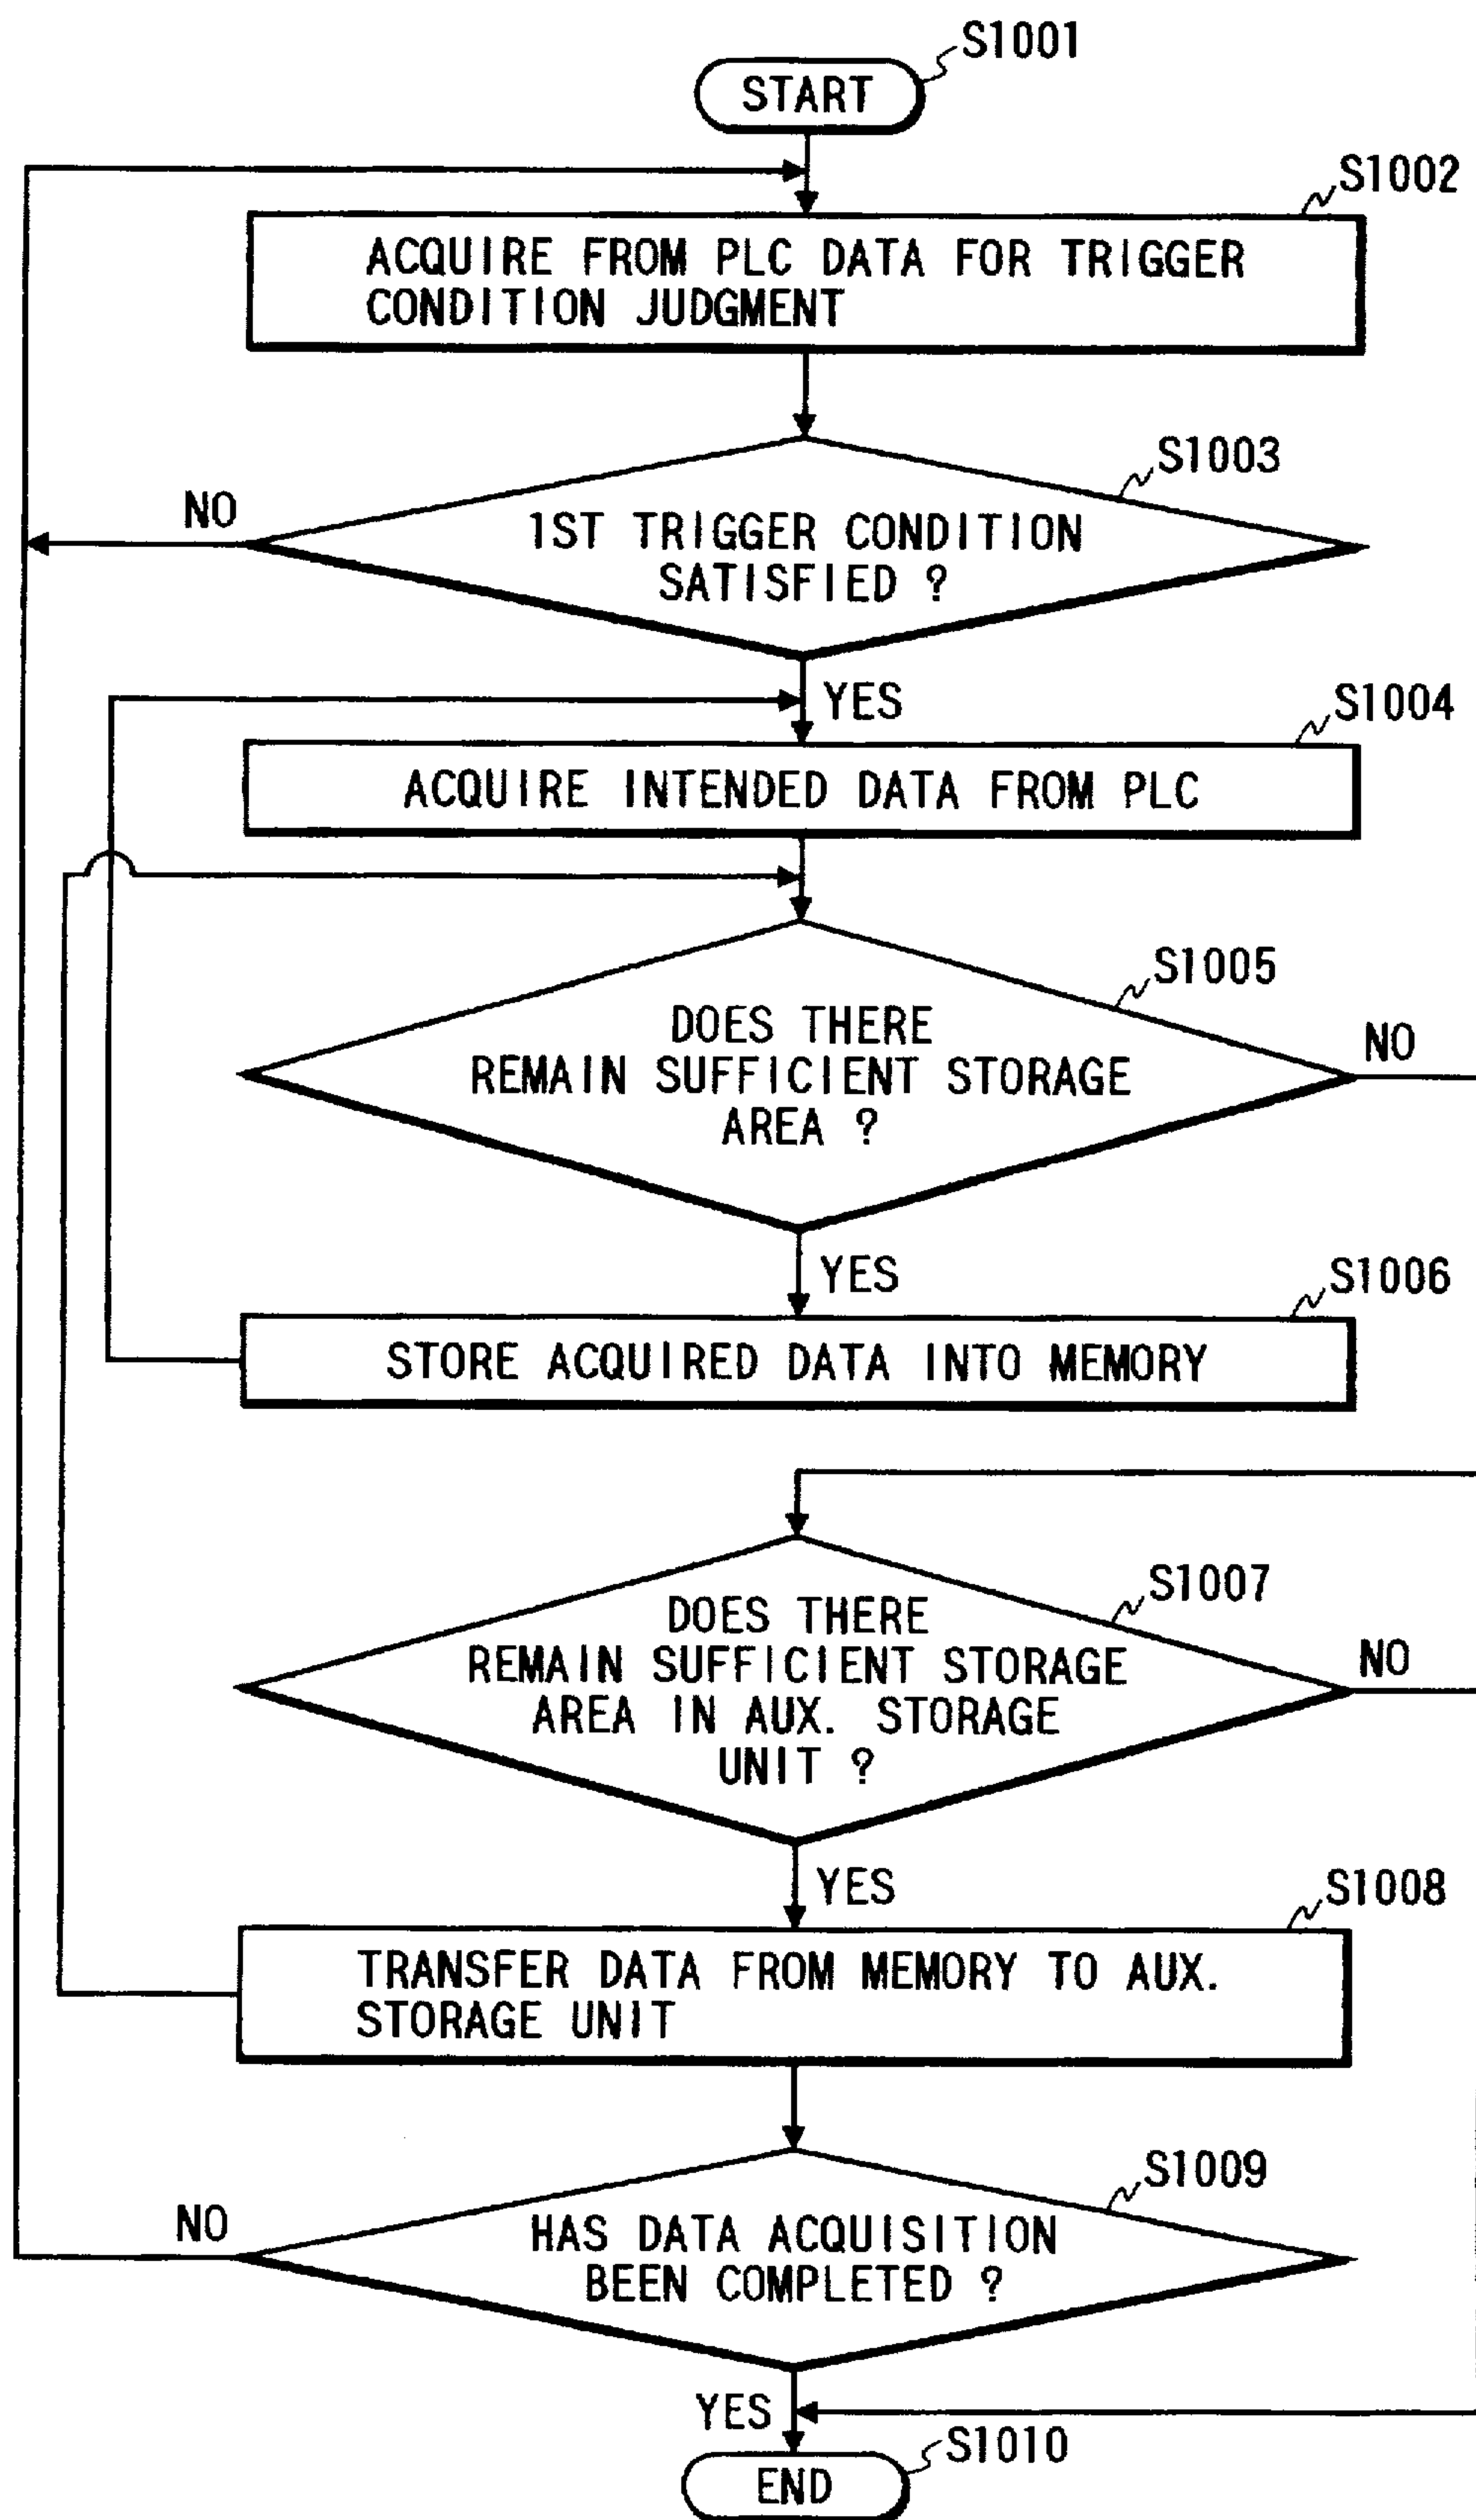 S1001
START
S1002
ACQUIRE FROM PLC DATA FOR TRIGGER
CONDITION JUDGMENT
S1003
NO
1ST TRIGGER CONDITION
SATISFIED ?
YES
S1004
ACQUIRE INTENDED DATA FROM PLC
S1005
DOES THERE
REMAIN SUFFICIENT STORAGE
AREA ?
NO
YES
S1006
STORE ACQUIRED DATA INTO MEMORY
S1007
DOES THERE
REMAIN SUFFICIENT STORAGE
AREA IN AUX. STORAGE
UNIT ?
NO
YES
S1008
TRANSFER DATA FROM MEMORY TO AUX.
STORAGE UNIT
S1009
NO
HAS DATA ACQUISITION
BEEN COMPLETED ?
YES
S1010
END